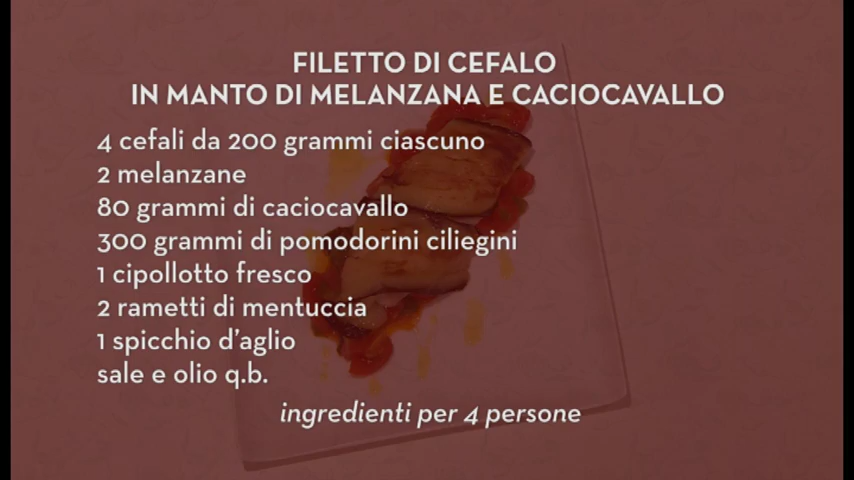 FILETTO DI CEFALO
IN MANTO DI MELANZANA E CACIOCAVALLO
4 cefali da 200 grammi ciascuno
2 melanzane
80 grammi di caciocavallo
300 grammi di pomodorini ciliegini
1 cipollotto fresco
2 rametti di mentuccia
1 spicchio d'aglio
sale e olio q.b.
ingredienti per 4 persone